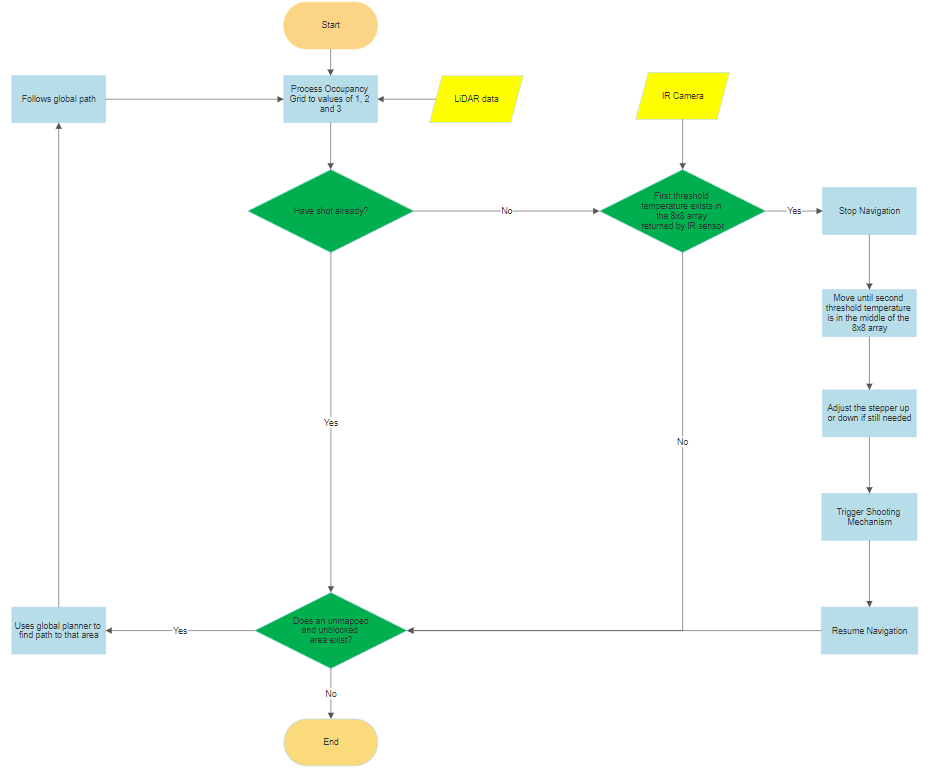 Start
Follows global path
Process Occupancy
Grid to values of 1, 2
and 3
LiDAR data
IR Camera
Have shot already?
No
First threshold
temperature exists in
the 8x8 array
returned by IR sensor
Yes
Stop Navigation
Move until second
threshold temperature
is in the middle of the
8x8 array
Adjust the stepper up
or down if still needed
Yes
No
Trigger Shooting
Mechanism
Uses global planner to
find path to that area
Yes
Does an unmapped
and unblocked
area exist?
Resume Navigation
No
End